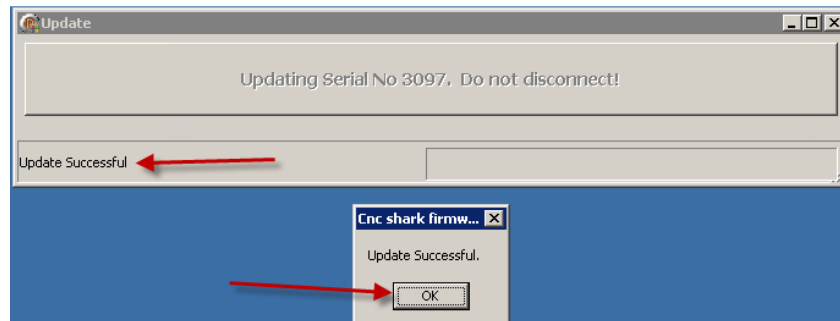 Update
Updating Serial No 3097. Do not disconnect!
Update Successful
Cnc shark firmw...
Update Successful.
OK